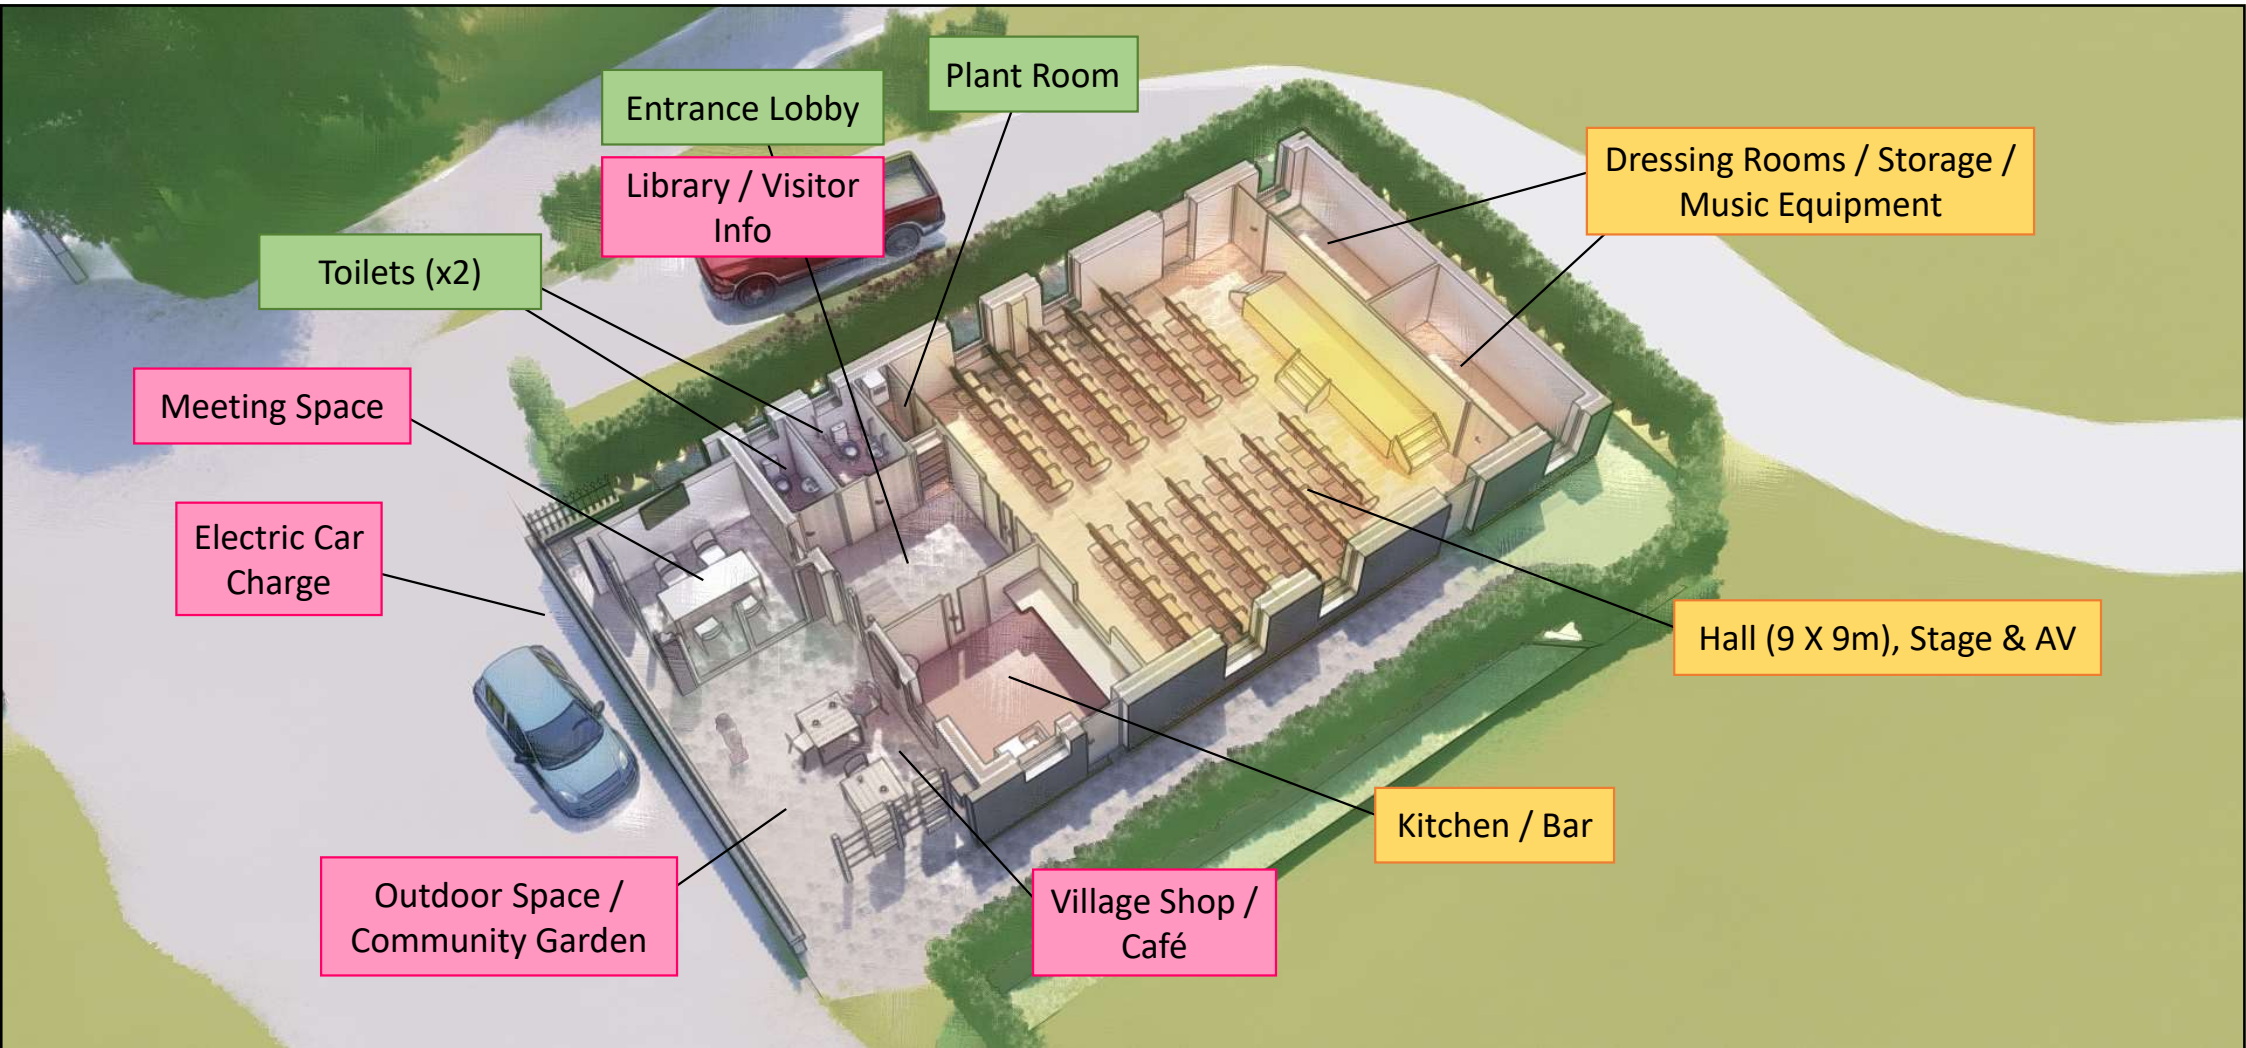 Plant Room
Entrance Lobby
Library / Visitor
Info
Dressing Rooms / Storage /
Music Equipment
Toilets (x2)
Meeting Space
Electric Car
Charge
Hall (9 X 9m), Stage & AV
Kitchen / Bar
Outdoor Space /
Community Garden
Village Shop /
Café